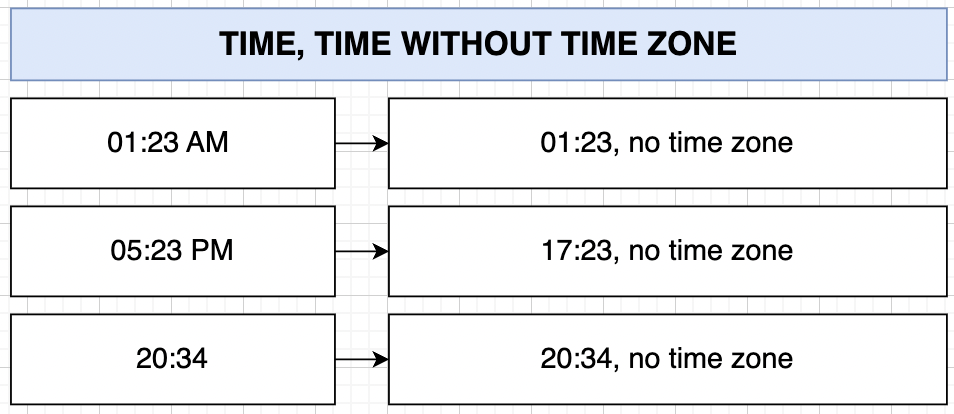 TIME, TIME WITHOUT TIME ZONE
01:23 AM
01:23, no time zone
05:23 PM
17:23, no time zone
20:34
20:34, no time zone